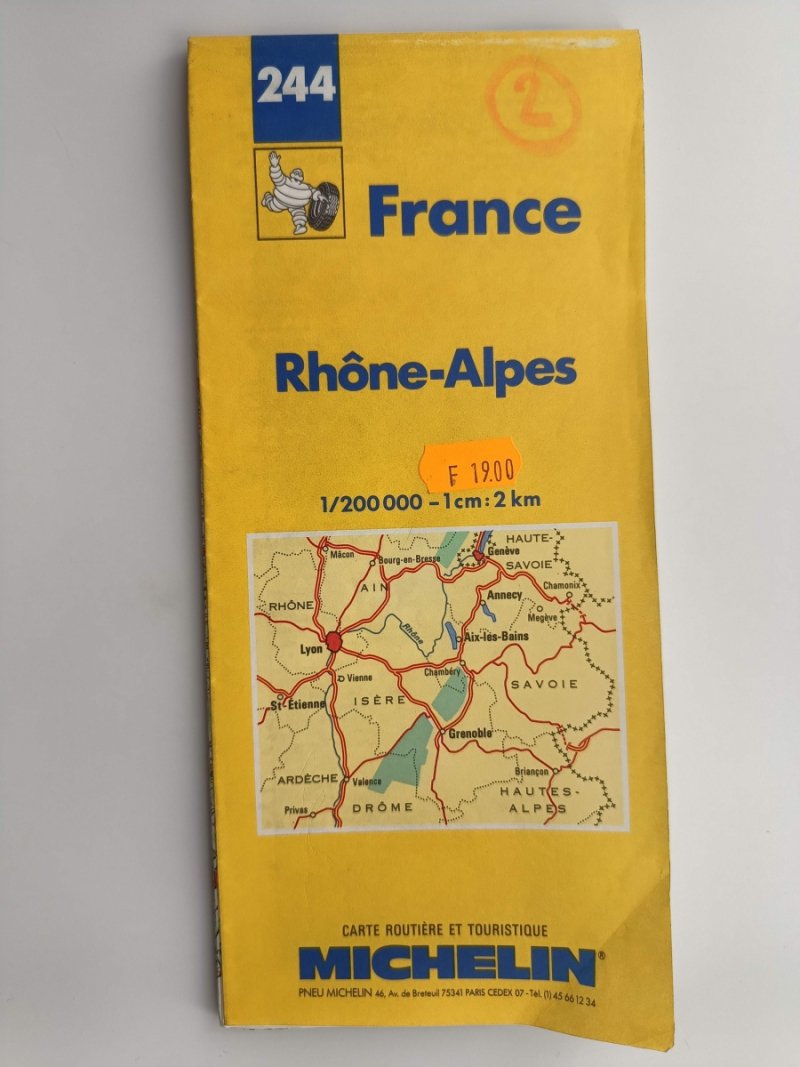 244
2
France
Rhône-Alpes
F 19.00
1/200 000 - 1 cm : 2 km
HAUTE-
SAVOIE
Genève
Mâcon
Bourg-en-Bresse
AIN
Chamonix
Annecy
RHÔNE
Megève
Rhône
Aix-les-Bains
Lyon
Chambéry
Vienne
SAVOIE
ISÈRE
St-Étienne
Grenoble
Briançon
ARDÈCHE
Valence
HAUTES-
ALPES
DRÔME
Privas
CARTE ROUTIÈRE ET TOURISTIQUE
MICHELIN®
PNEU MICHELIN 46, Av. de Breteuil 75341 PARIS CEDEX 07 - Tél. (1) 45 66 12 34